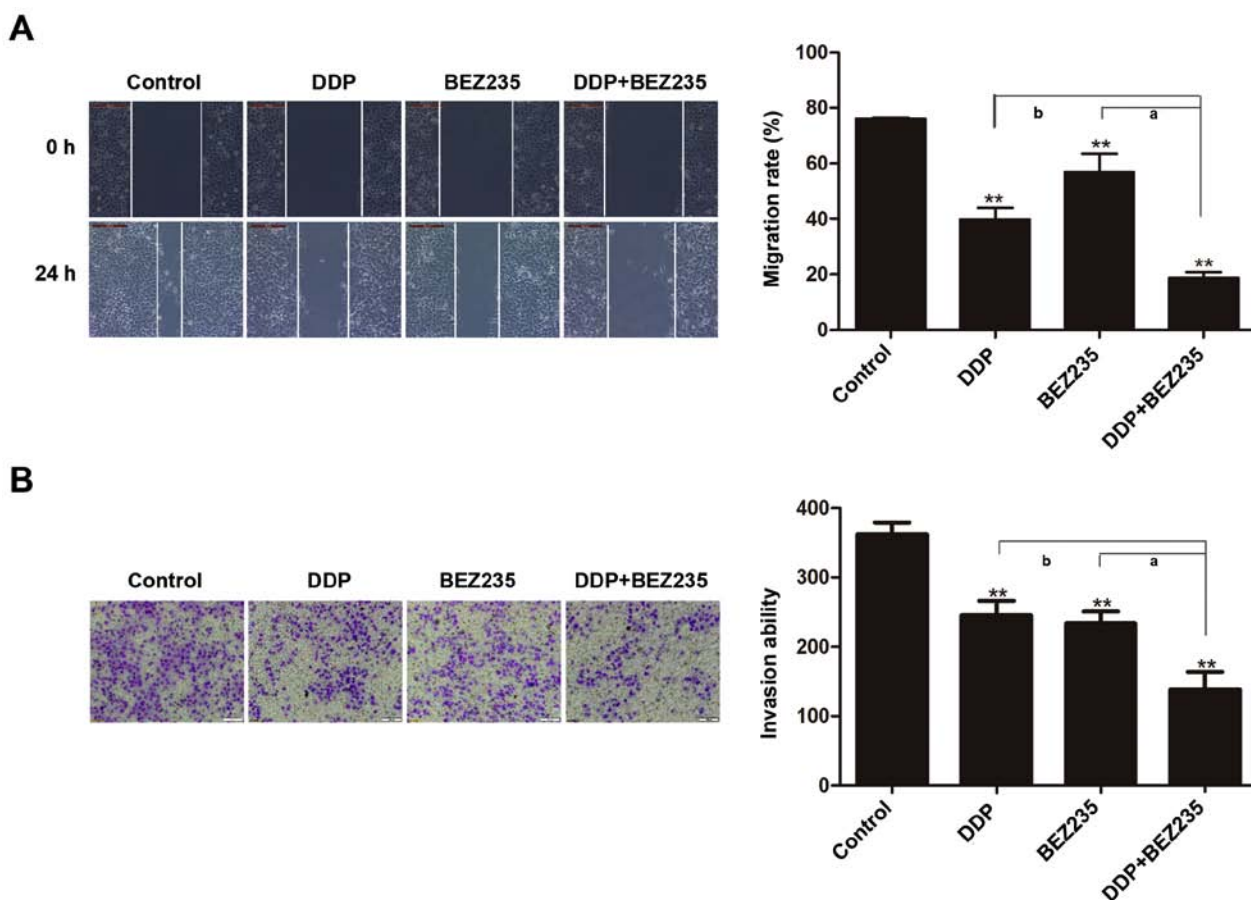 A
Control DDP BEZ235 DDP+BEZ235
0 h
24 h
Migration rate (%)
80
60
40
20
0
b
a
**
**
**
Control
DDP
BEZ235
DDP+BEZ235
B
Control DDP BEZ235 DDP+BEZ235
Invasion ability
400
300
200
100
0
b
a
**
**
**
Control
DDP
BEZ235
DDP+BEZ235